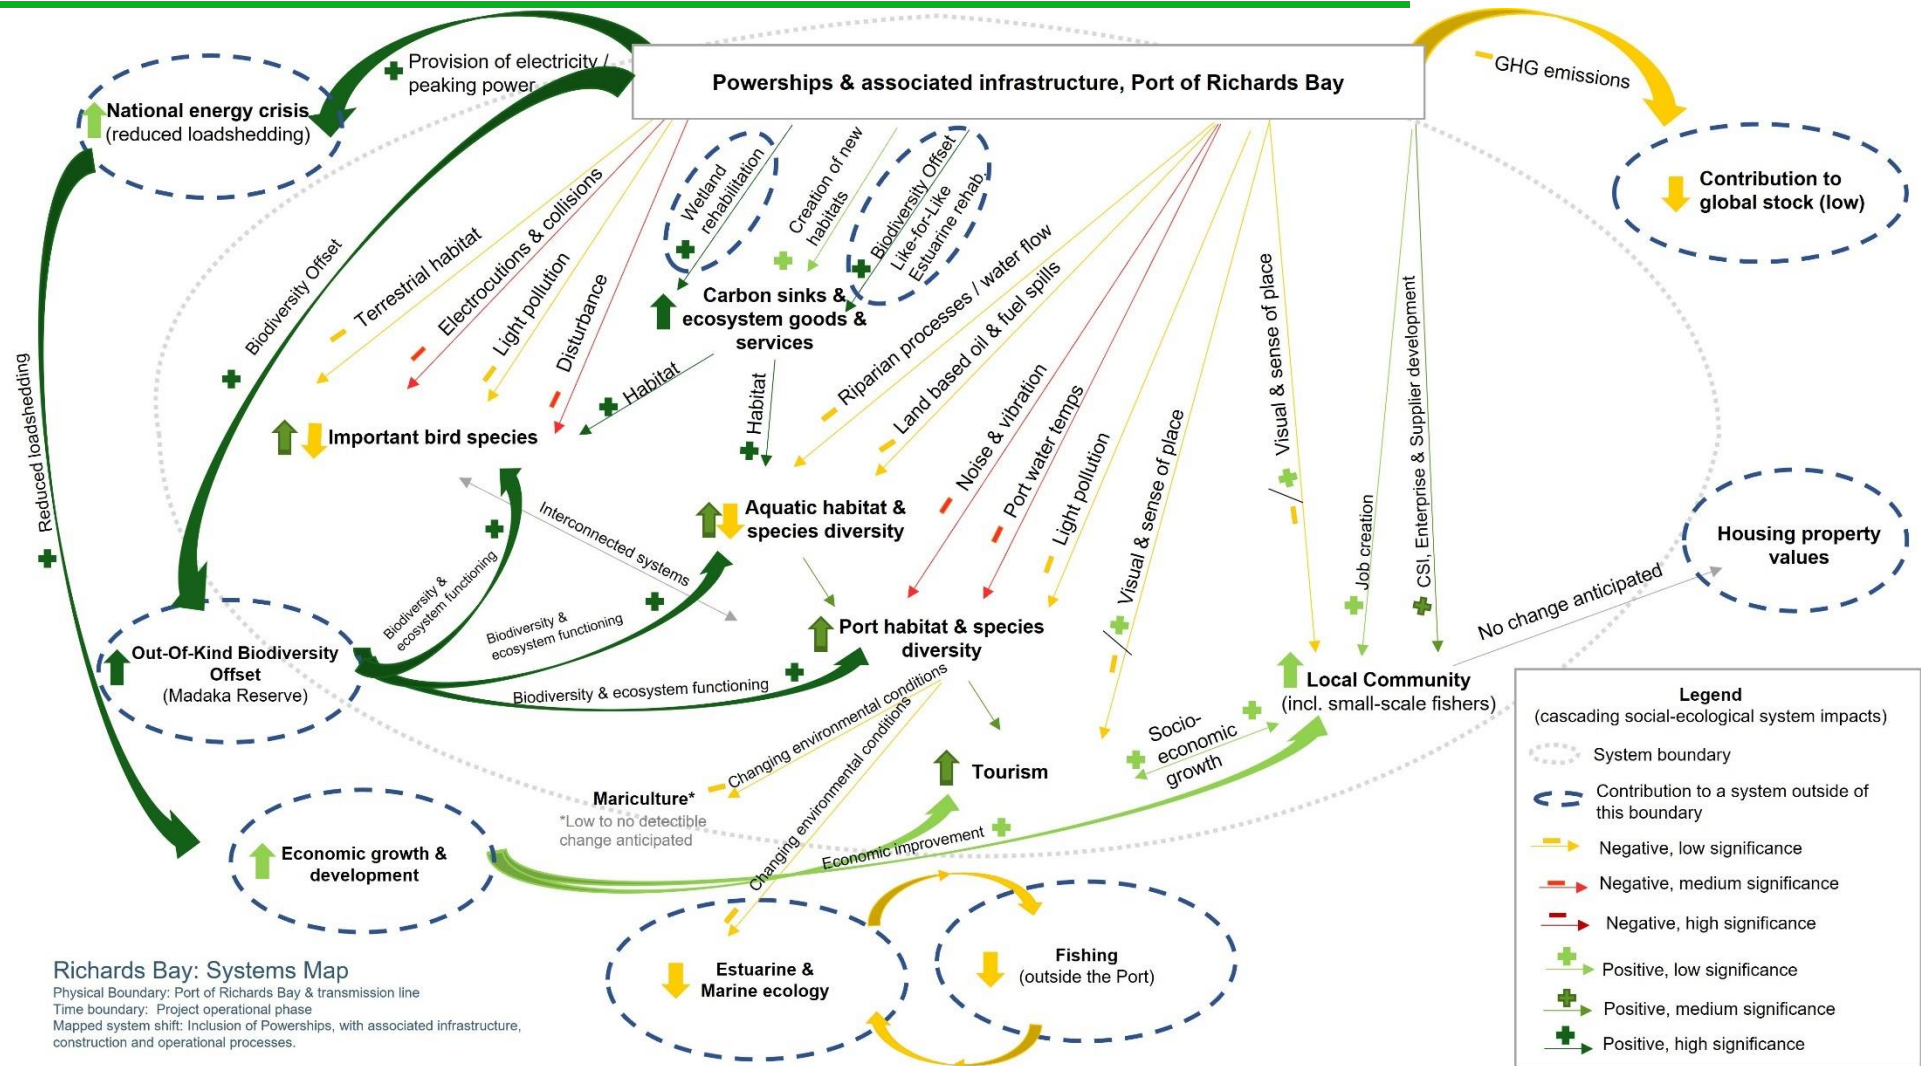 Powerships & associated infrastructure, Port of Richards Bay
Provision of electricity /
peaking power
GHG emissions
National energy crisis
(reduced loadshedding)
Contribution to
global stock (low)
Biodiversity Offset
Terrestrial habitat
Electrocutions & collisions
Light pollution
Disturbance
Wetland
rehabilitation
Creation of new
habitats
Biodiversity Offset
Like-for-Like
Estuarine rehab.
Carbon sinks &
ecosystem goods &
services
Habitat
Habitat
Riparian processes / water flow
Land based oil & fuel spills
Noise & vibration
Port water temps
Light pollution
Visual & sense of place
Visual & sense of place
Job creation
CSI, Enterprise & Supplier development
Reduced loadshedding
Important bird species
Interconnected systems
Aquatic habitat &
species diversity
Housing property
values
No change anticipated
Biodiversity &
ecosystem functioning
Biodiversity &
ecosystem functioning
Biodiversity & ecosystem functioning
Out-Of-Kind Biodiversity
Offset
(Madaka Reserve)
Port habitat & species
diversity
Local Community
(incl. small-scale fishers)
Changing environmental conditions
Changing environmental conditions
Socio-
economic
growth
Tourism
Mariculture*
*Low to no detectible
change anticipated
Economic improvement
Economic growth &
development
Estuarine &
Marine ecology
Fishing
(outside the Port)
Legend
(cascading social-ecological system impacts)
System boundary
Contribution to a system outside of
this boundary
Negative, low significance
Negative, medium significance
Negative, high significance
Positive, low significance
Positive, medium significance
Positive, high significance
Richards Bay: Systems Map
Physical Boundary: Port of Richards Bay & transmission line
Time boundary: Project operational phase
Mapped system shift: Inclusion of Powerships, with associated infrastructure,
construction and operational processes.